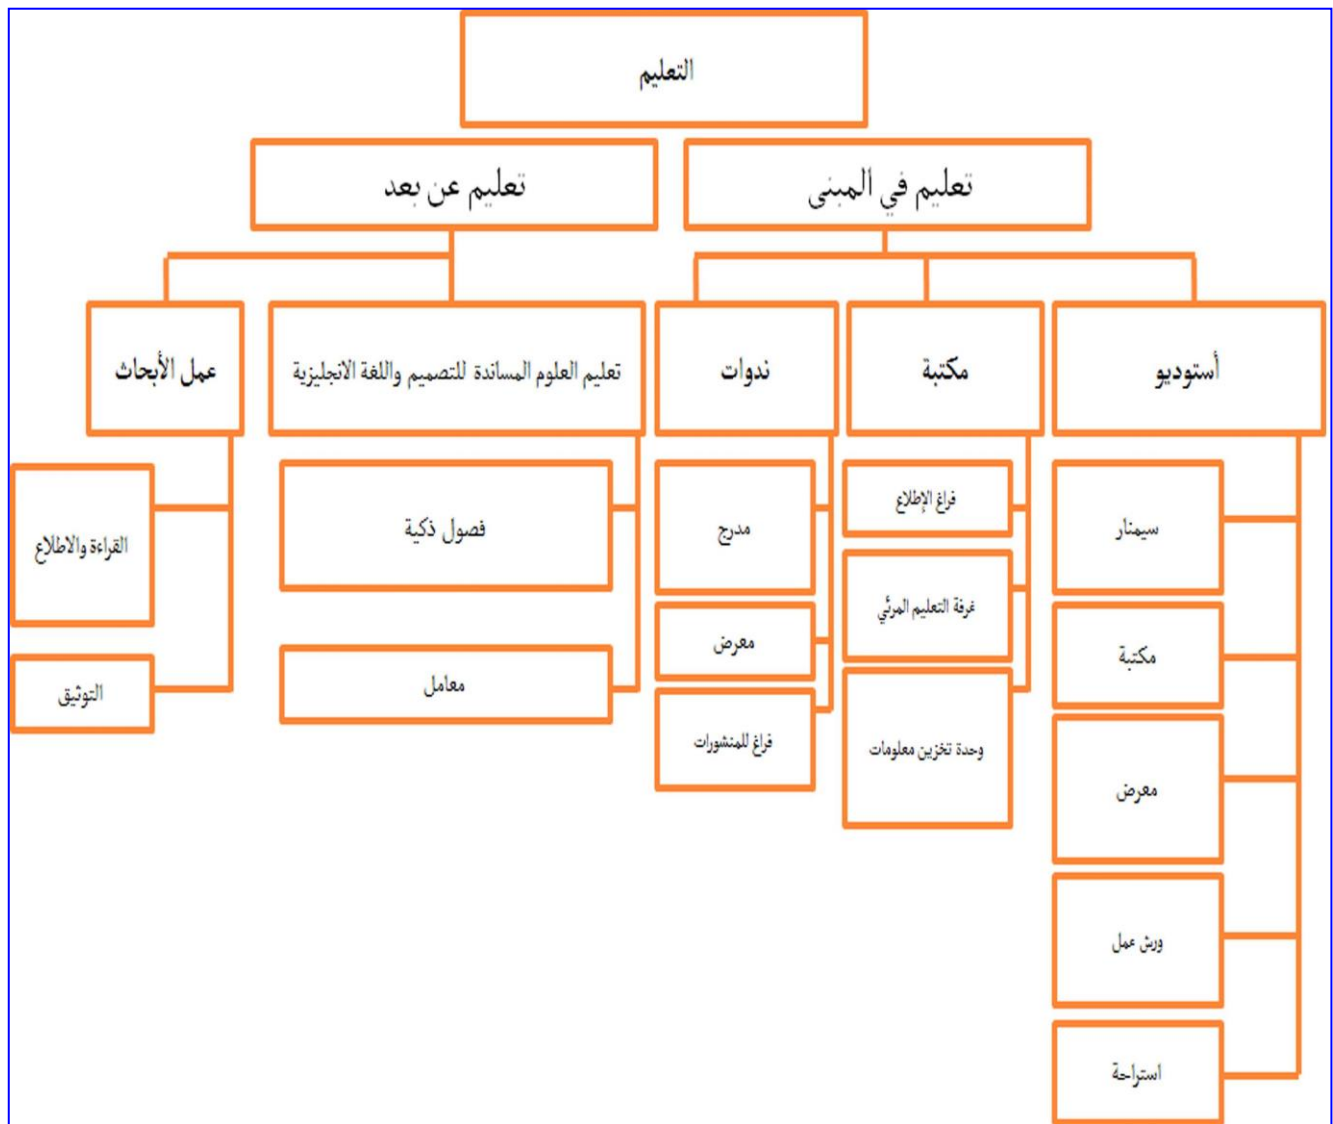 التعليم
تعليم في المبنى
تعليم عن بعد
أستوديو
مكتبة
ندوات
تعليم العلوم المساندة للتصميم واللغة الانجليزية
عمل الأبحاث
سيمنار
مكتبة
معرض
ورش عمل
استراحة
فراغ الإطلاع
غرفة التعليم المرئي
وحدة تخزين معلومات
مدرج
معرض
فراغ للمنشورات
فصول ذكية
معامل
القراءة والاطلاع
التوثيق